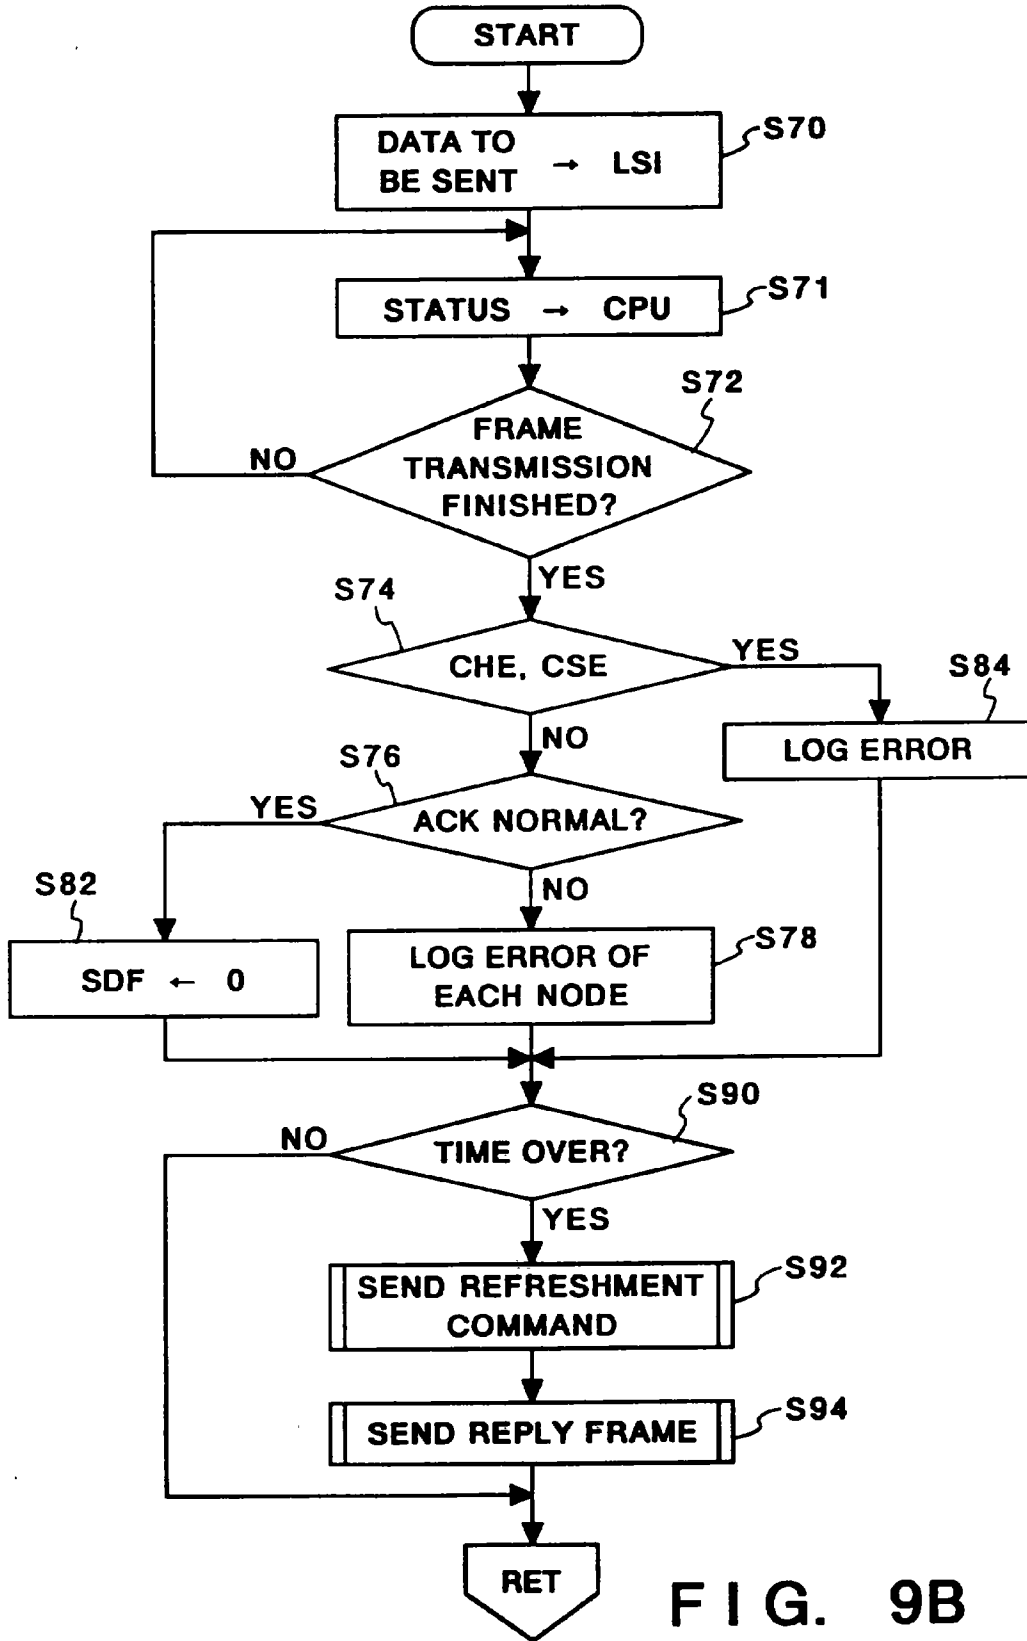 START
S70
DATA TO
BE SENT → LSI
S71
STATUS → CPU
S72
FRAME
TRANSMISSION
FINISHED?
NO
YES
S74
CHE, CSE
YES
S84
LOG ERROR
NO
S76
ACK NORMAL?
YES
NO
S82
SDF ← 0
S78
LOG ERROR OF
EACH NODE
S90
TIME OVER?
NO
YES
S92
SEND REFRESHMENT
COMMAND
S94
SEND REPLY FRAME
RET
FIG. 9B